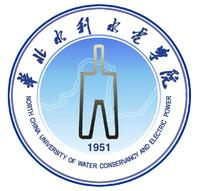 华北水利水电学院
1951
NORTH CHINA UNIVERSITY OF WATER CONSERVANCY AND ELECTRIC POWER